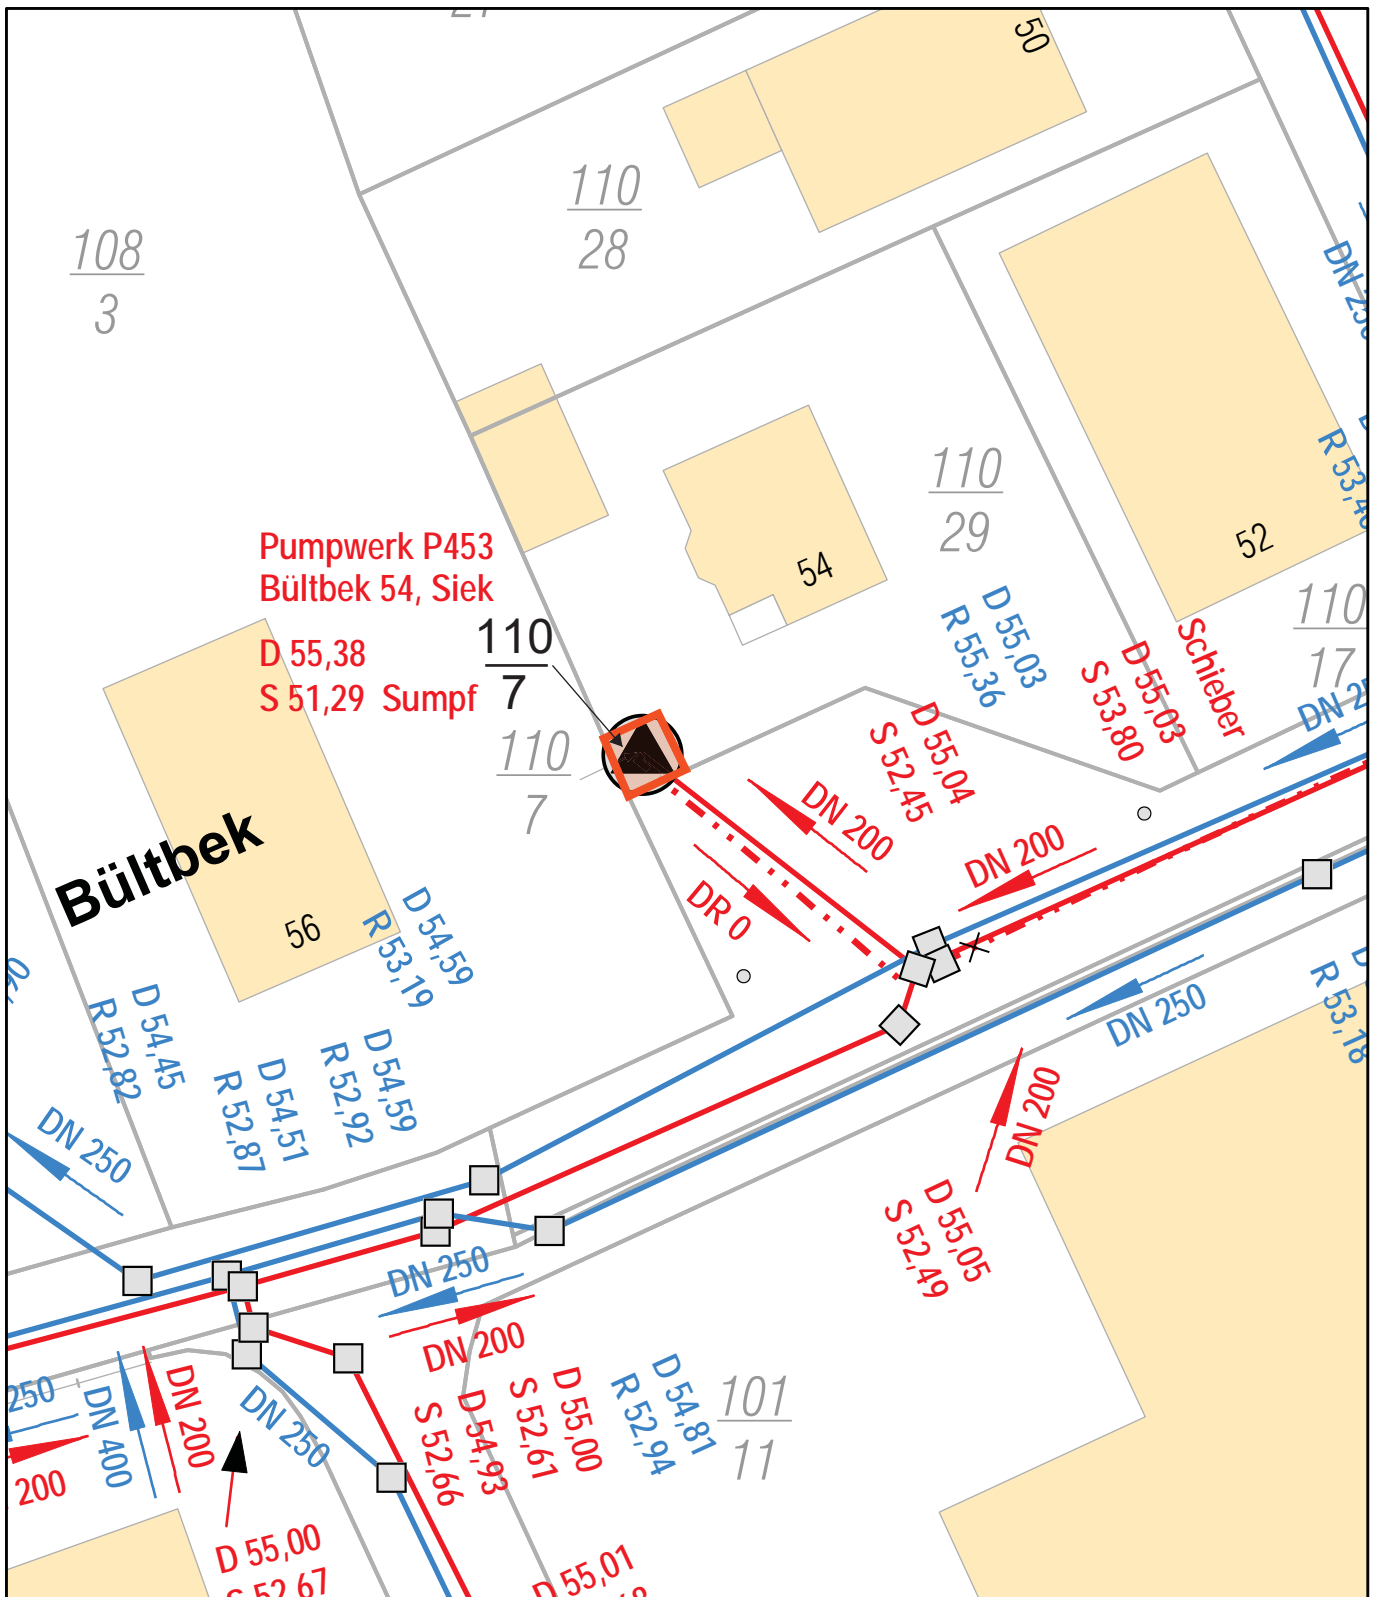 50
110
28
108
3
110
29
54
52
110
17
Pumpwerk P453
Bültbek 54, Siek
D 55,38
S 51,29 Sumpf
110
7
110
7
Bültbek
56
D 55,03
R 55,36
D 55,03
S 53,80
Schieber
D 55,04
S 52,45
DN 200
DN 200
DR 0
DN 250
DN 200
D 54,59
R 53,19
D 54,45
R 52,82
D 54,51
R 52,87
D 54,59
R 52,92
DN 250
D 55,05
S 52,49
R 53,18
DN 250
DN 200
250
200
DN 400
DN 200
DN 250
D 54,93
S 52,66
D 55,00
S 52,61
D 54,81
R 52,94
101
11
D 55,00
S 52,67
D 55,01